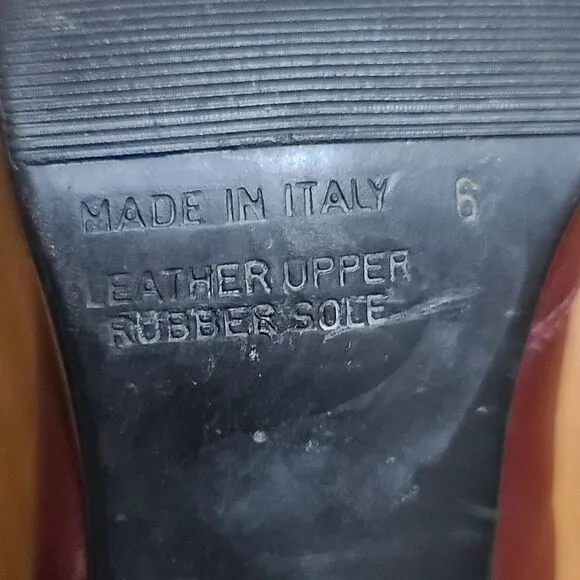 MADE IN ITALY 6
LEATHER UPPER
RUBBER SOLE